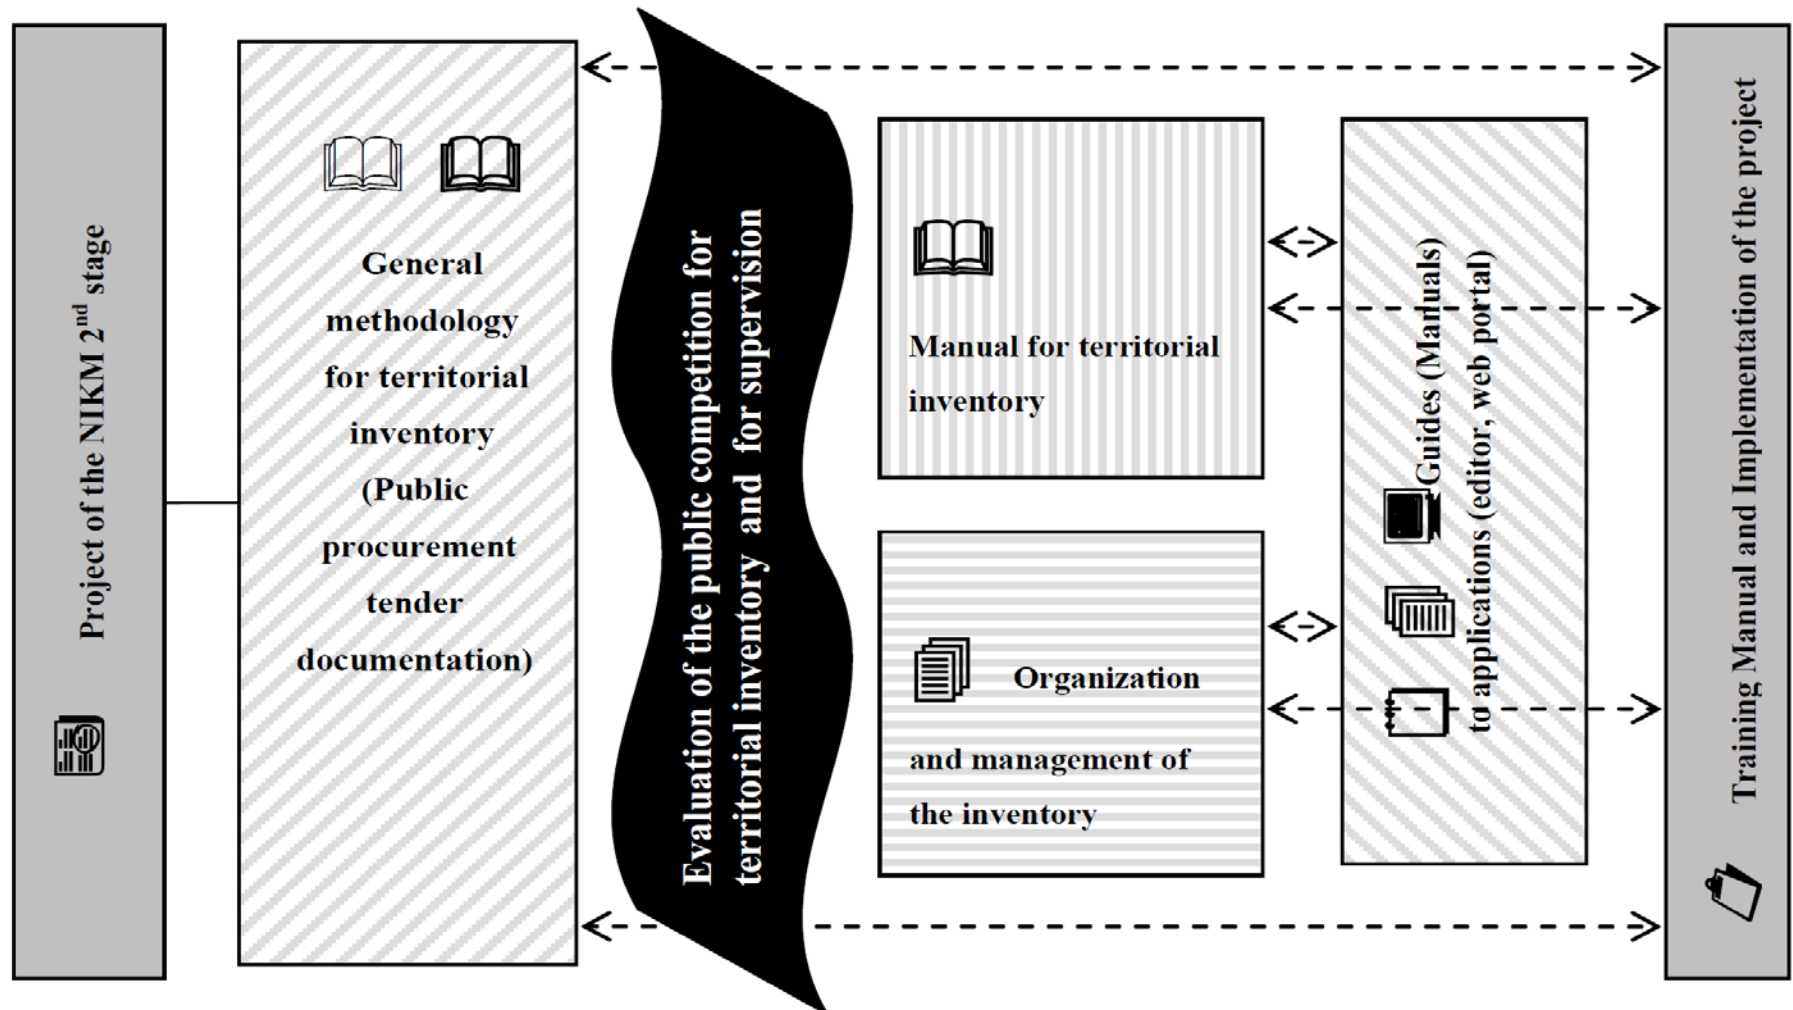 Project of the NIKM 2nd stage
General
methodology
for territorial
inventory
(Public
procurement
tender
documentation)
Evaluation of the public competition for
territorial inventory and for supervision
Manual for territorial
inventory
Organization
and management of
the inventory
Guides (Manuals)
to applications (editor, web portal)
Training Manual and Implementation of the project